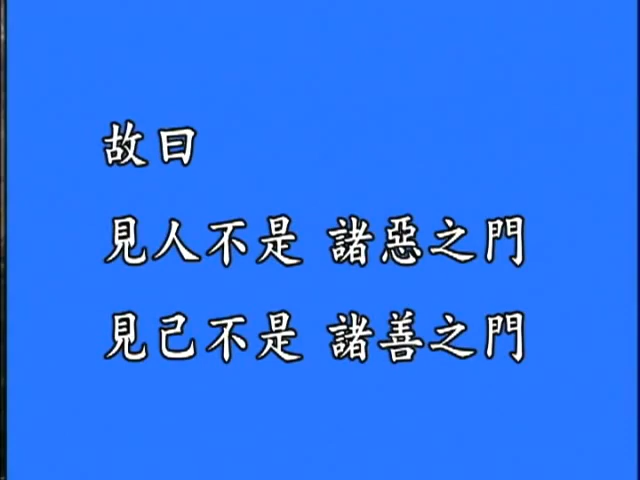 故曰
見人不是 諸惡之門
見己不是 諸善之門